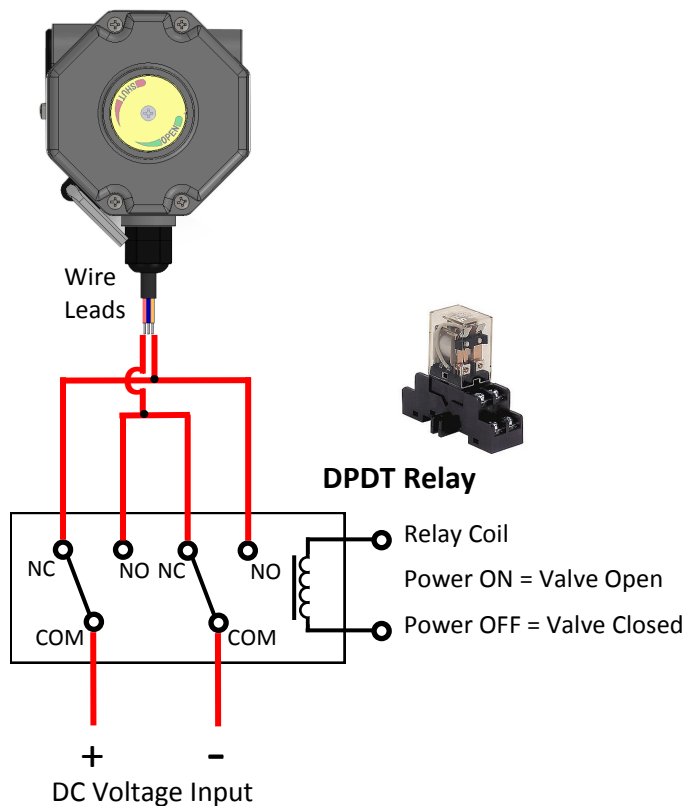 SHUT
OPEN
Wire
Leads
DPDT Relay
NC
NO
NC
NO
COM
COM
Relay Coil
Power ON = Valve Open
Power OFF = Valve Closed
+
-
DC Voltage Input